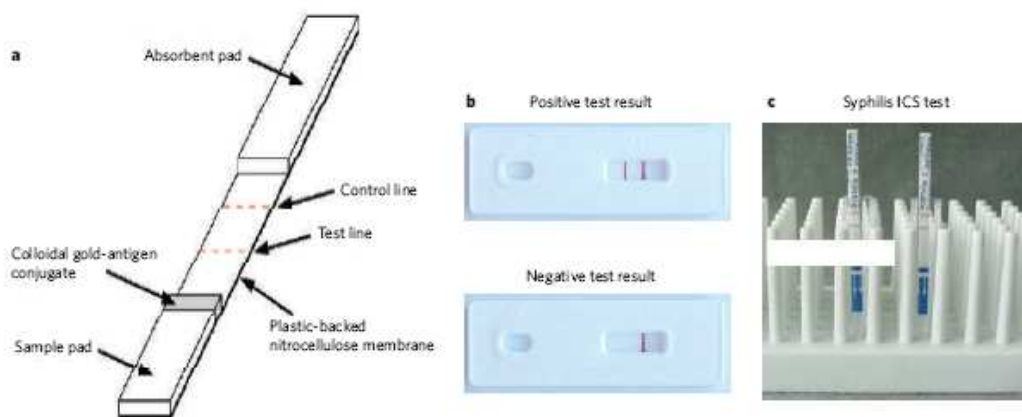 a
Absorbent pad
Control line
Test line
Colloidal gold-antigen
conjugate
Plastic-backed
nitrocellulose membrane
Sample pad
b
Positive test result
Negative test result
c
Syphilis ICS test